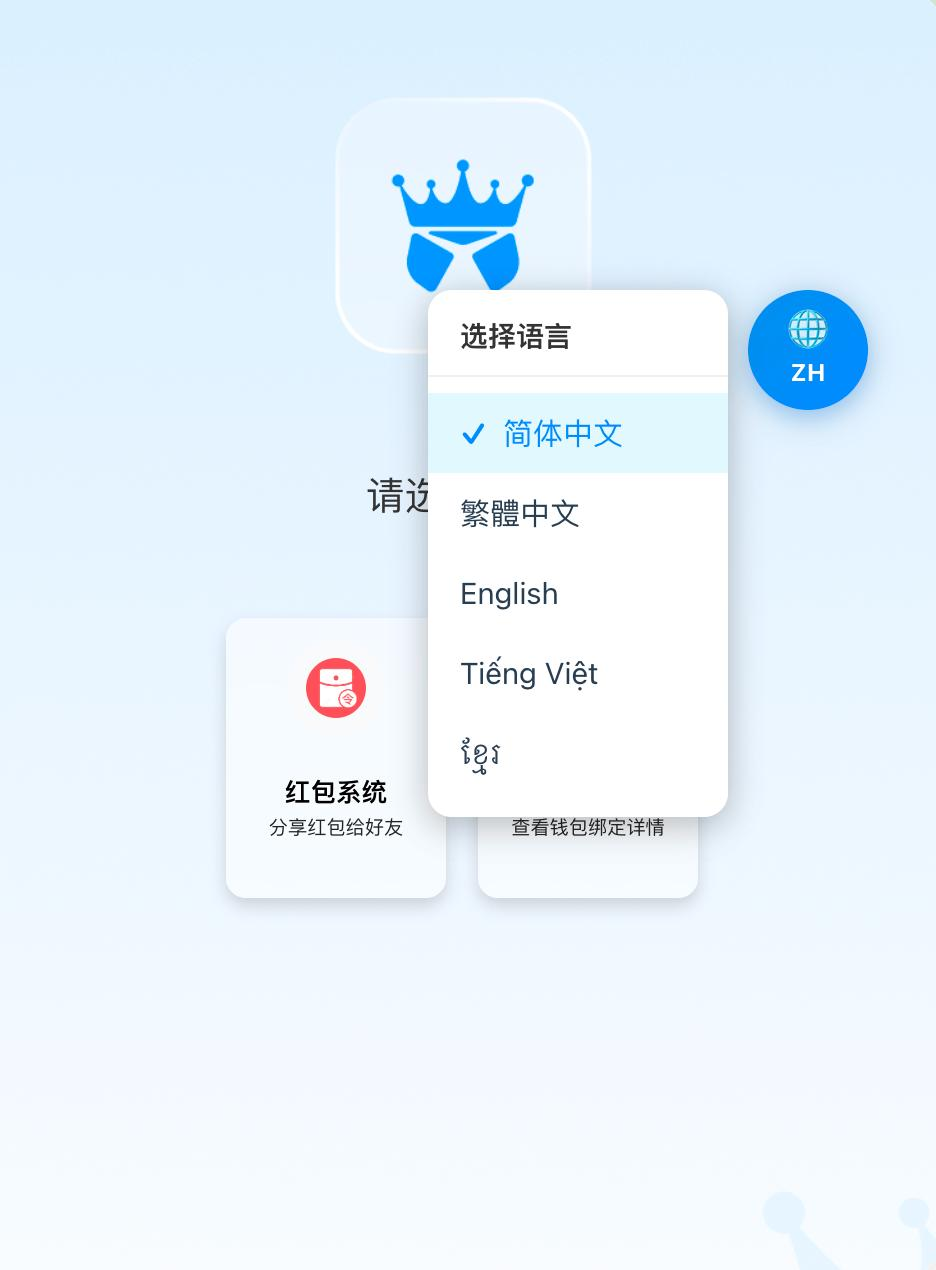 选择语言
ZH
简体中文
请选
繁體中文
English
Tiếng Việt
ខ្មែរ
令
红包系统
分享红包给好友
查看钱包绑定详情